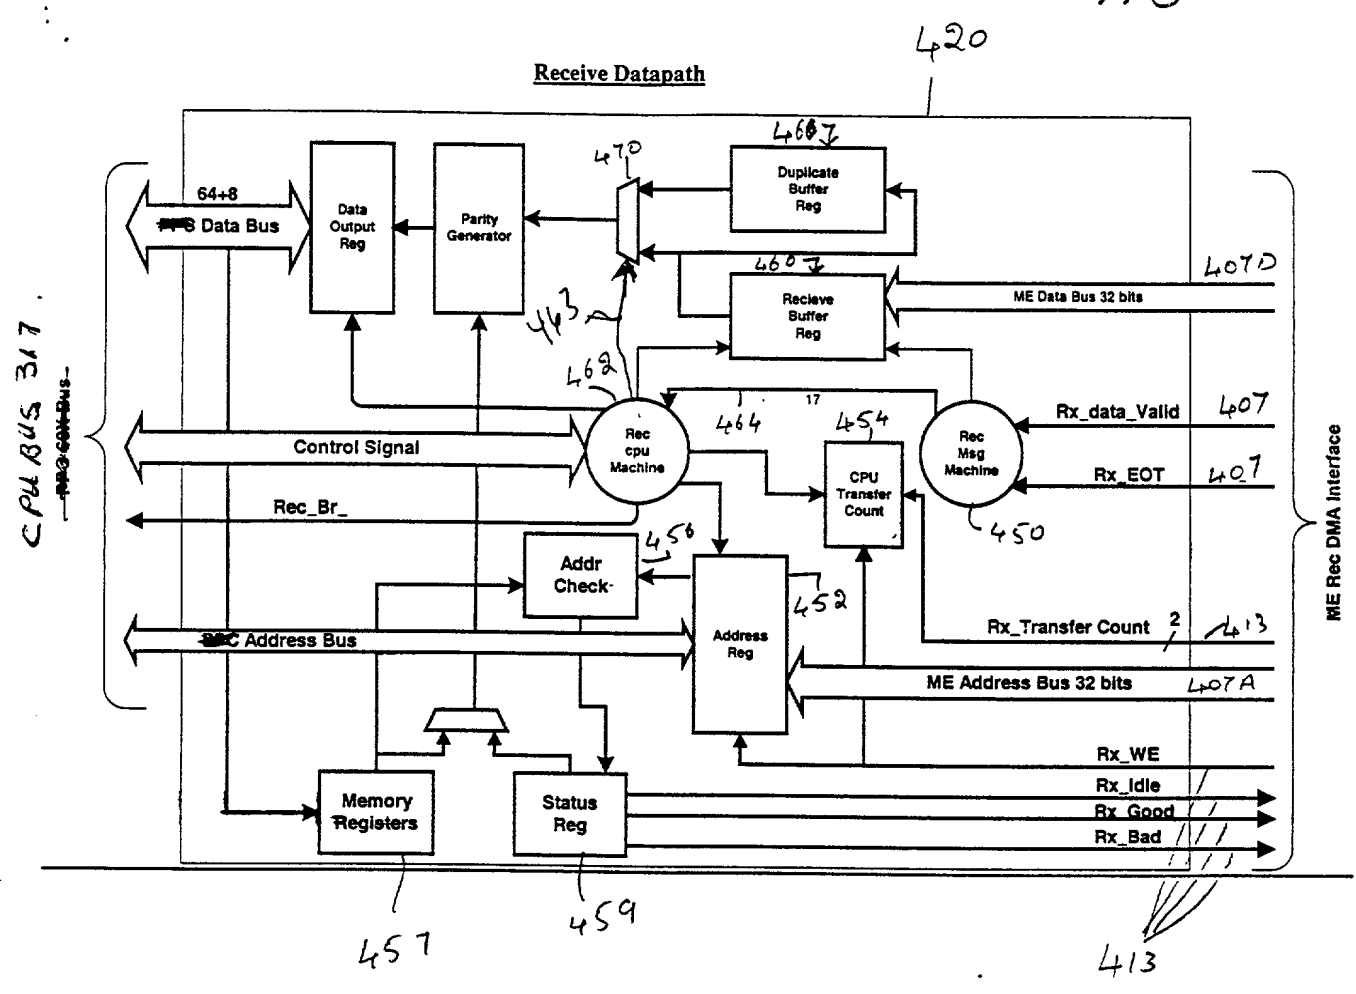 420
Receive Datapath
470
Duplicate
Buffer
Reg
64+8
Data Bus
Data
Output
Reg
Parity
Generator
460
Recieve
Buffer
Reg
407D
ME Data Bus 32 bits
443
462
CPU BUS 317
Control Signal
Rec
cpu
Machine
464
17
454
CPU
Transfer
Count
Rec
Msg
Machine
Rx_data_Valid
407
Rx_EOT
407
450
Rec_Br_
Addr
Check
456
452
Address
Reg
Address Bus
Rx_Transfer Count
2
413
ME Address Bus 32 bits
407A
ME Rec DMA Interface
Rx_WE
Rx_Idle
Rx_Good
Rx_Bad
Memory
Registers
Status
Reg
457
459
413